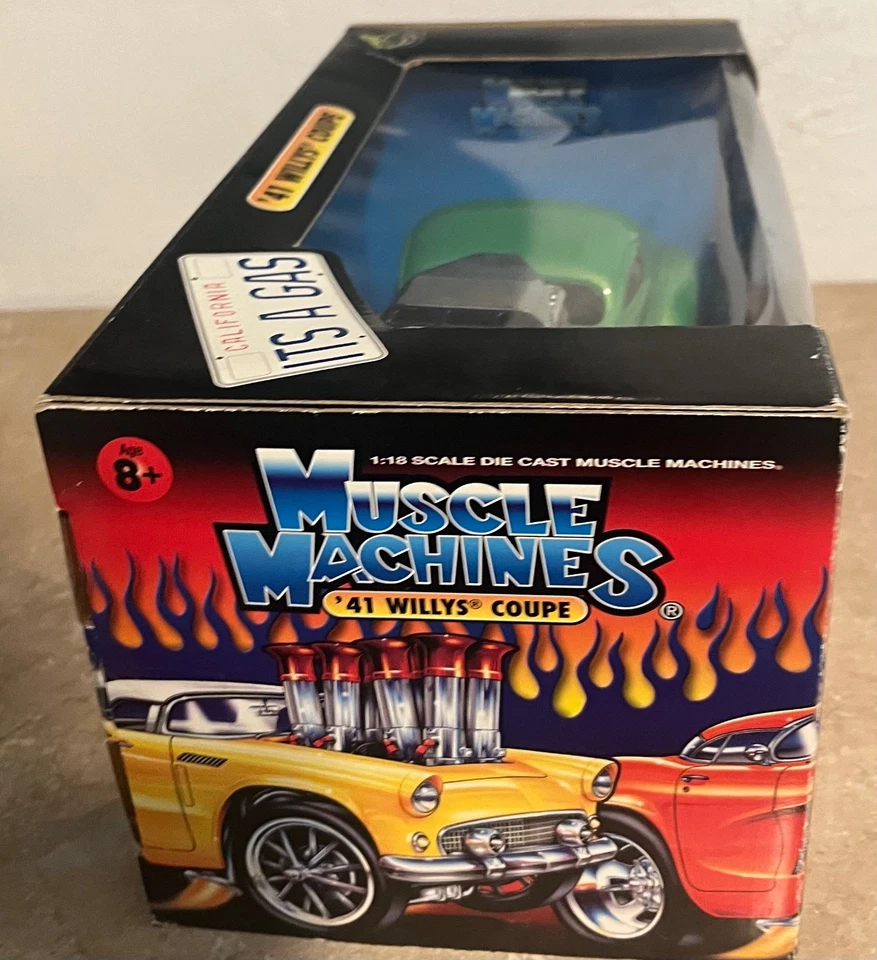 '41 WILLYS® COUPE
CALIFORNIA
ITS A GAS
Age
8+
1:18 SCALE DIE CAST MUSCLE MACHINES®
MUSCLE
MACHINES®
'41 WILLYS® COUPE